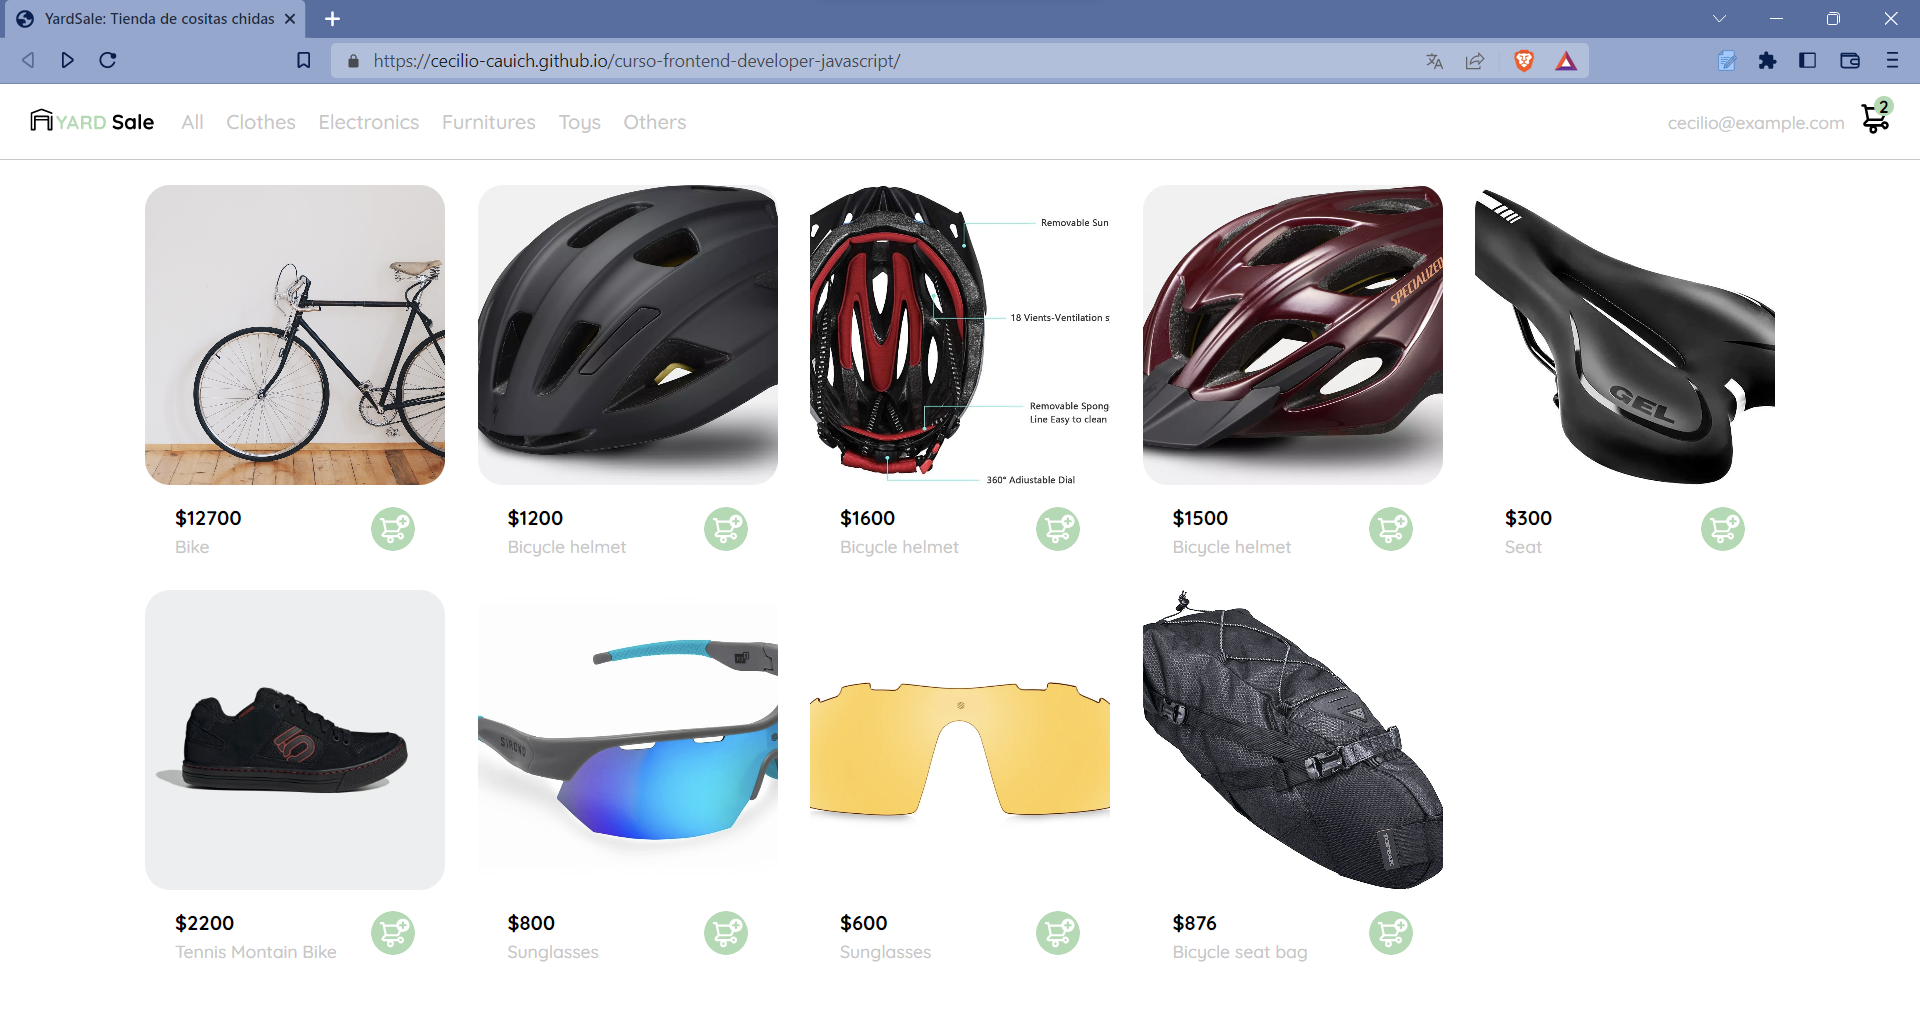 YardSale: Tienda de cositas chidas
https://cecilio-cauich.github.io/curso-frontend-developer-javascript/
YARD Sale
All
Clothes
Electronics
Furnitures
Toys
Others
cecilio@example.com
2
Removable Sun
18 Vients-Ventilation s
Removable Spong
Line Easy to clean
360° Adiustable Dial
SPECIALIZED
GEL
$12700
Bike
$1200
Bicycle helmet
$1600
Bicycle helmet
$1500
Bicycle helmet
$300
Seat
SIROKO
$2200
Tennis Montain Bike
$800
Sunglasses
$600
Sunglasses
$876
Bicycle seat bag